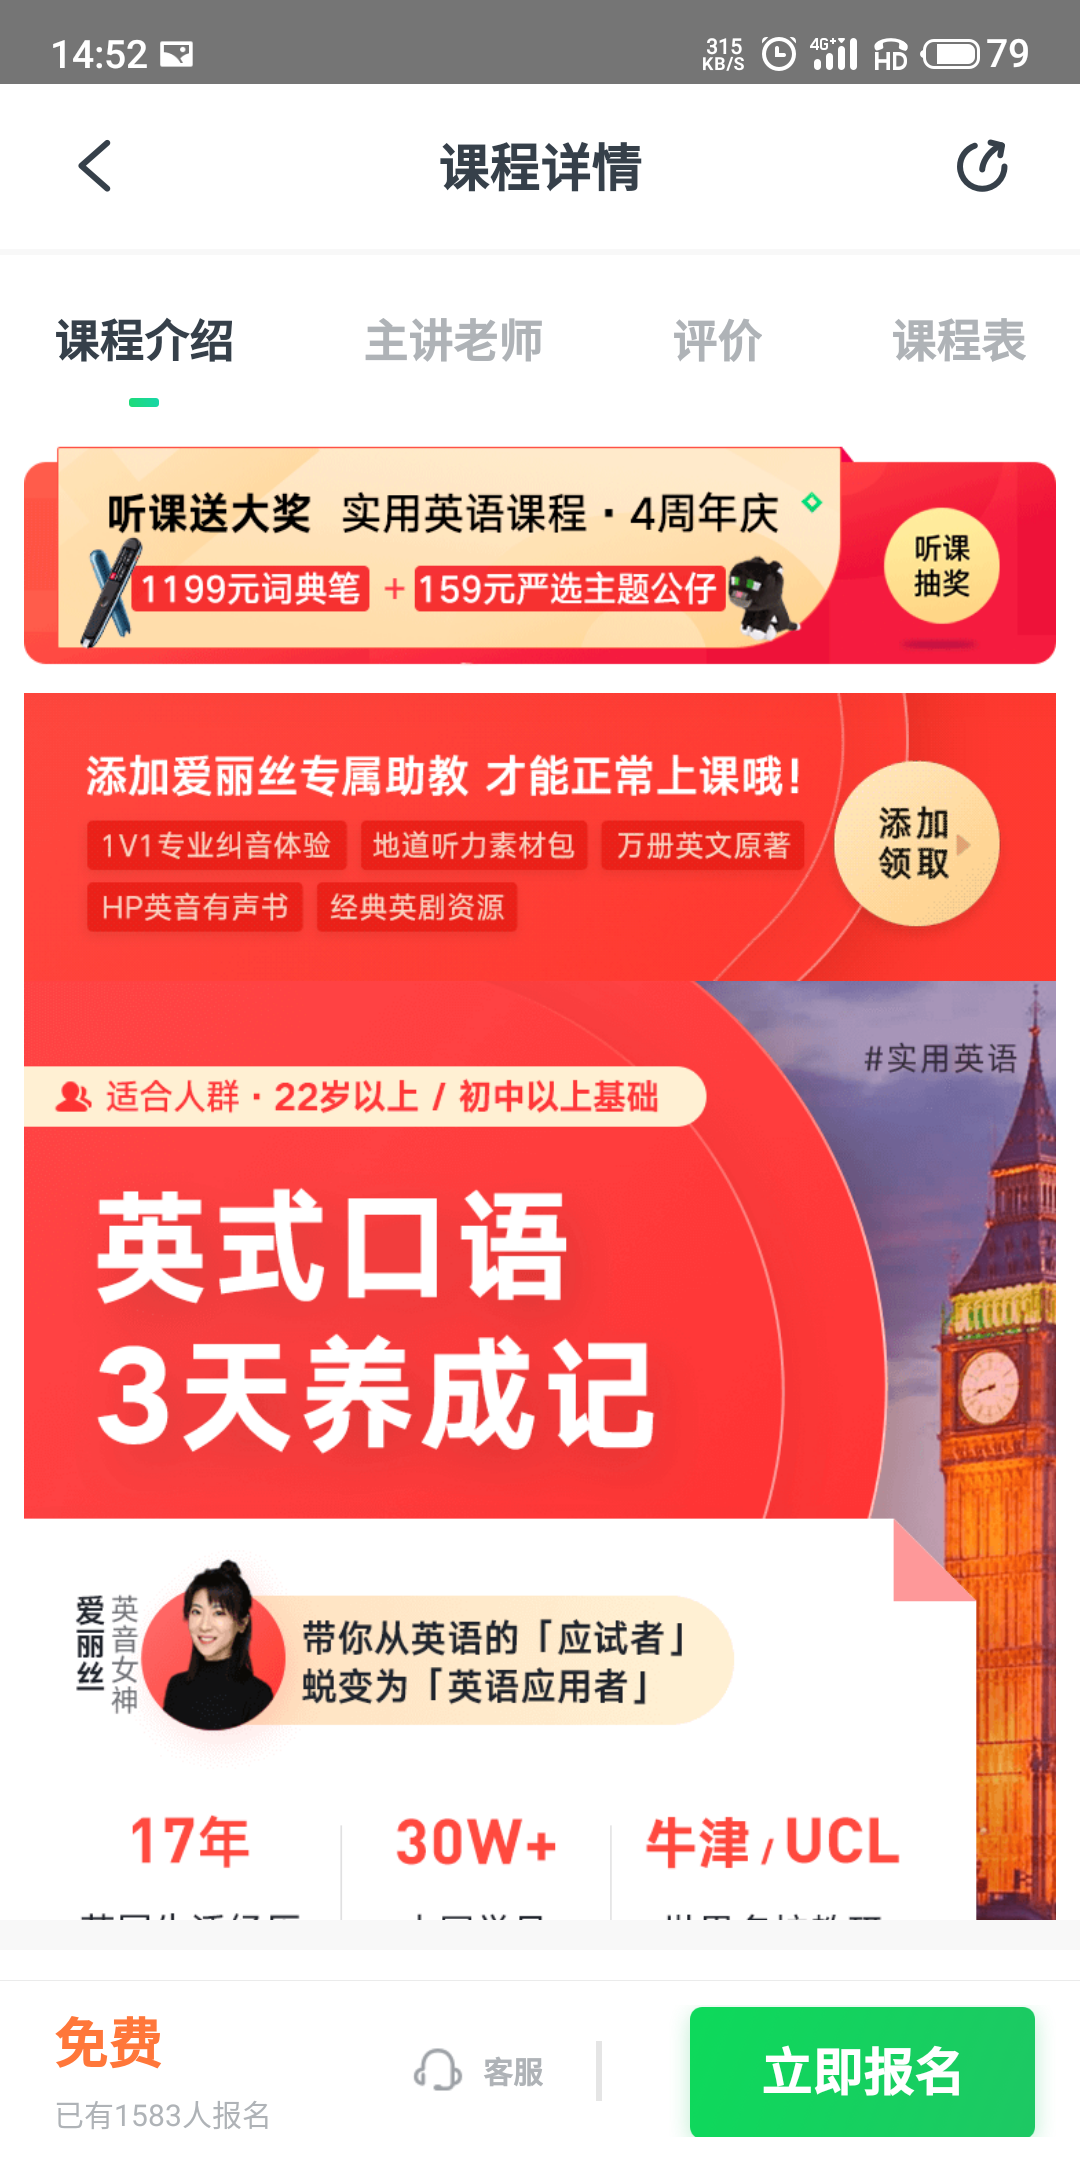 14:52
315 KB/S
4G+
HD
79
课程详情
课程介绍
主讲老师
评价
课程表
听课送大奖 实用英语课程·4周年庆
1199元词典笔 + 159元严选主题公仔
听课
抽奖
添加爱丽丝专属助教 才能正常上课哦!
1V1专业纠音体验
地道听力素材包
万册英文原著
HP英音有声书
经典英剧资源
添加
领取
#实用英语
适合人群·22岁以上 / 初中以上基础
英式口语
3天养成记
爱丽丝
英音女神
带你从英语的「应试者」
蜕变为「英语应用者」
17年
30W+
牛津 / UCL
免费
已有1583人报名
客服
立即报名